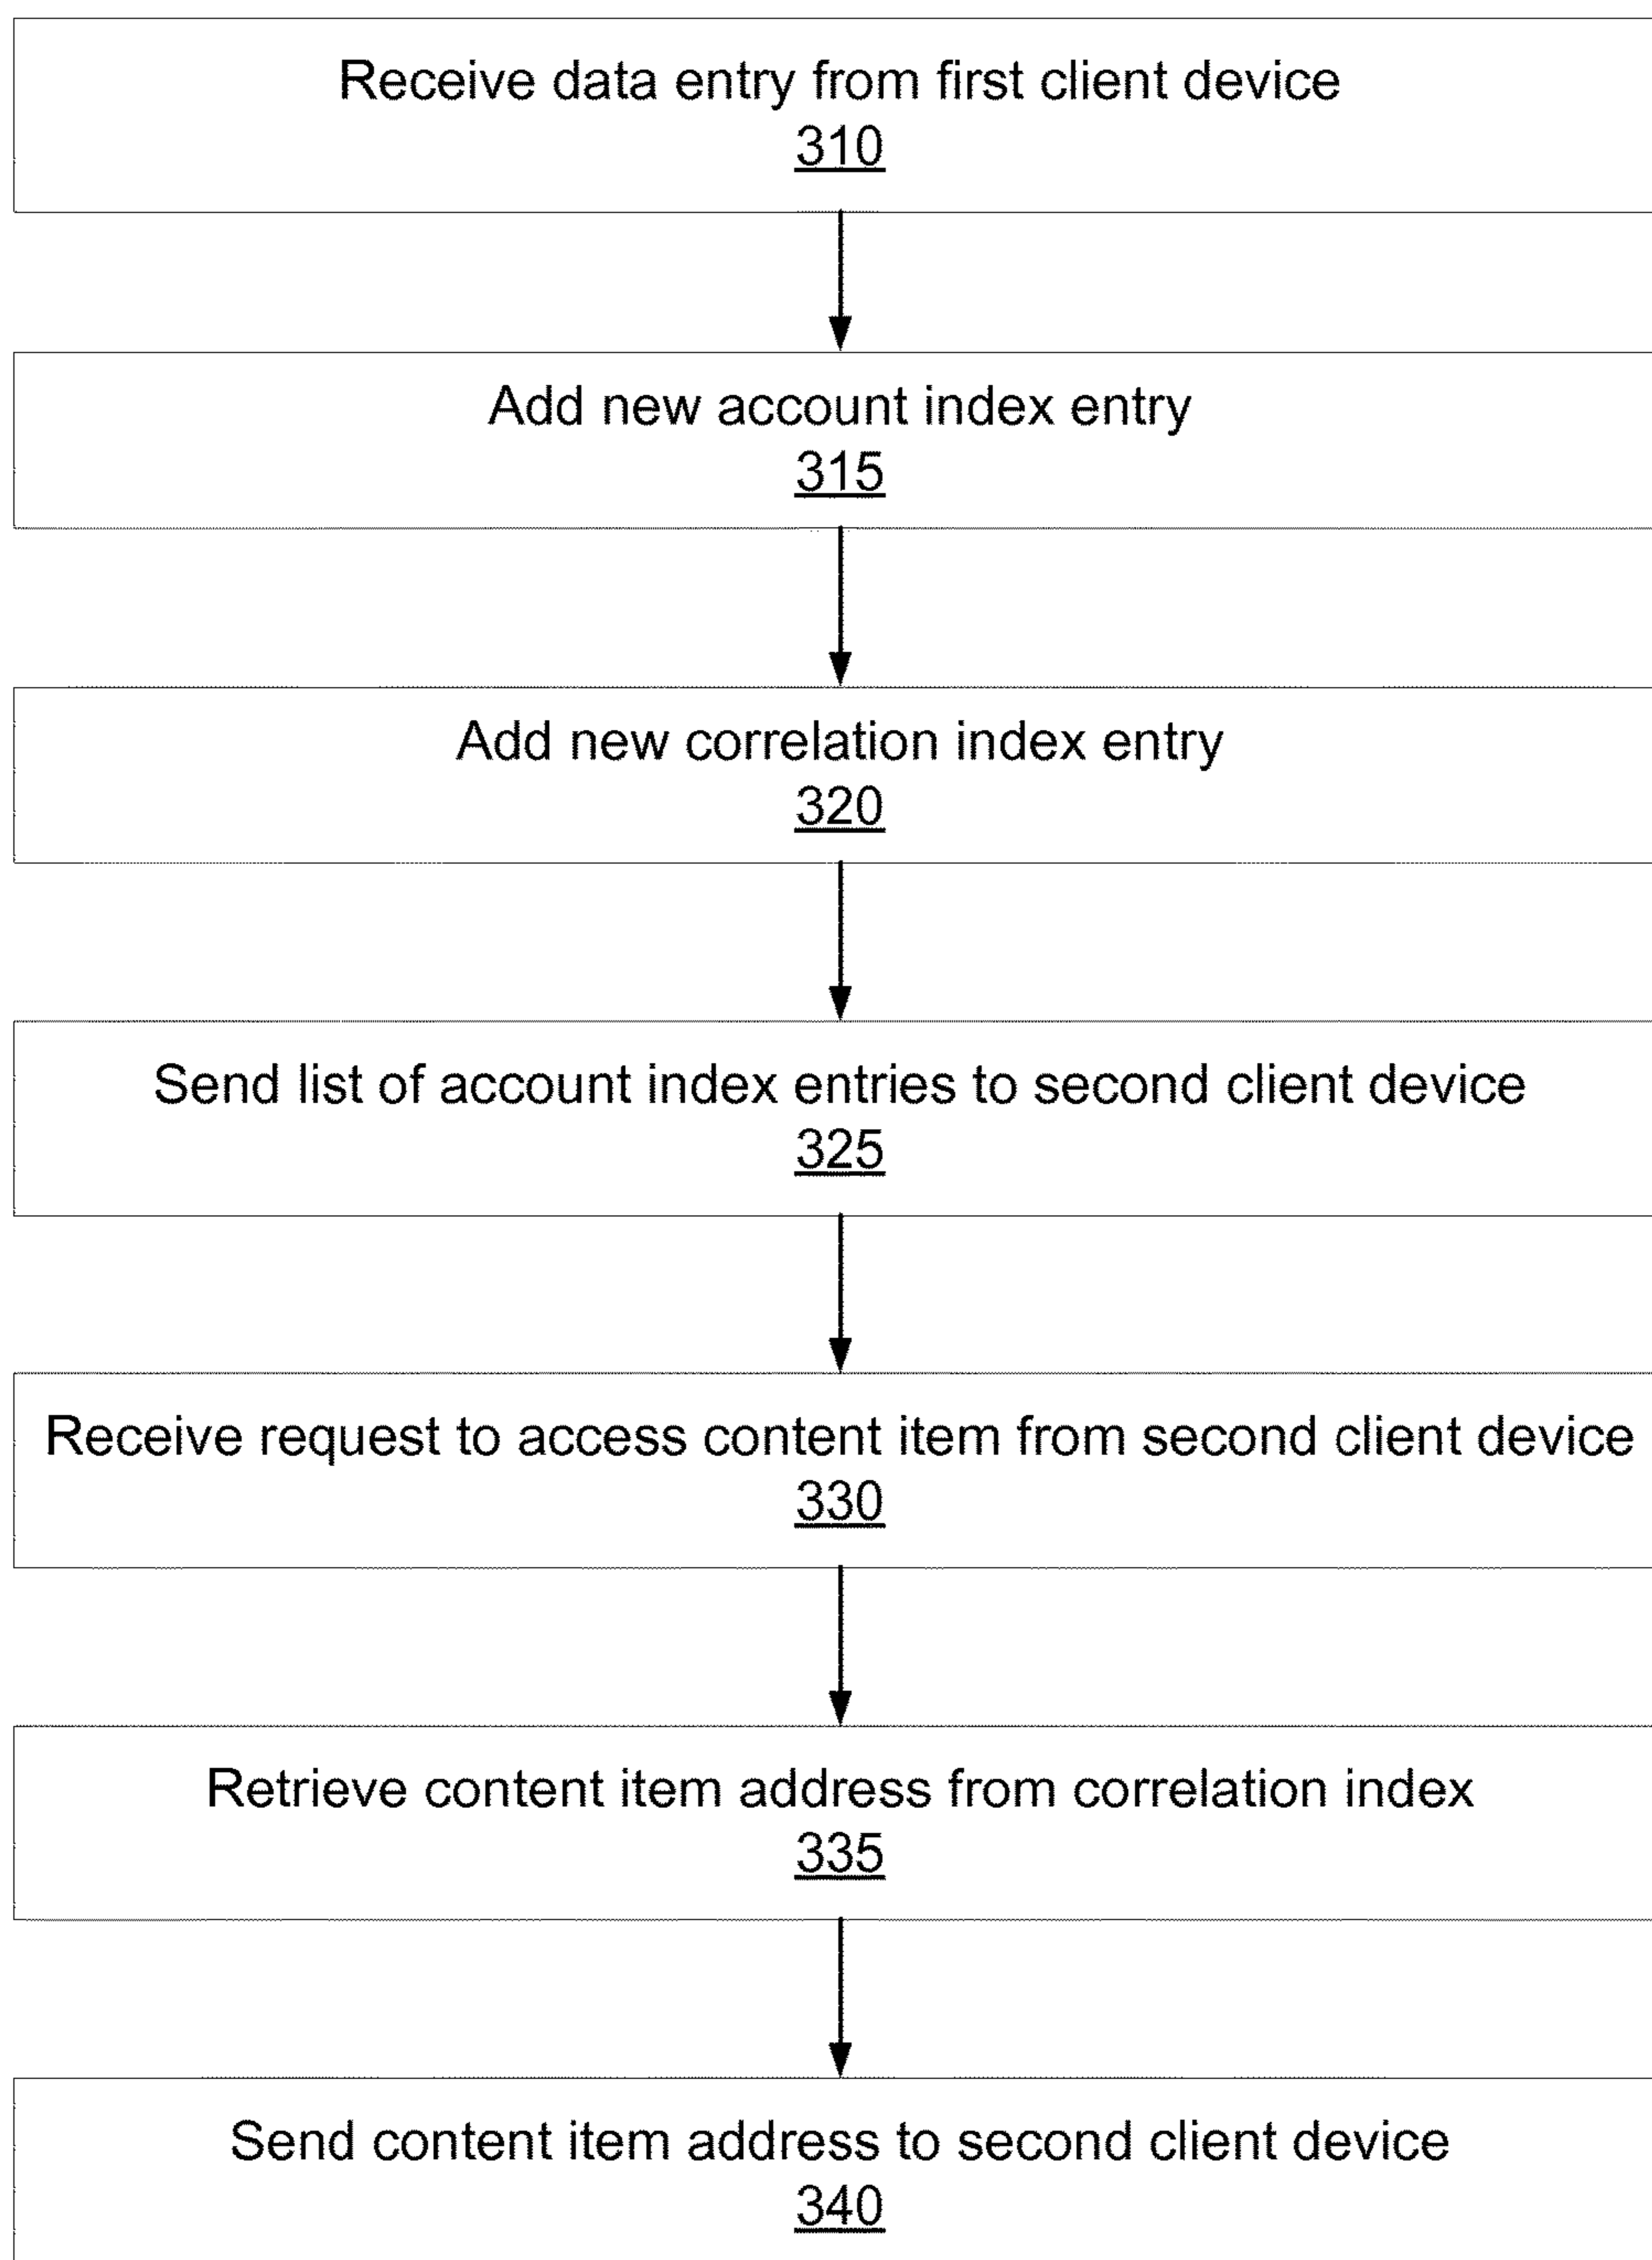 Receive data entry from first client device
310
Add new account index entry
315
Add new correlation index entry
320
Send list of account index entries to second client device
325
Receive request to access content item from second client device
330
Retrieve content item address from correlation index
335
Send content item address to second client device
340